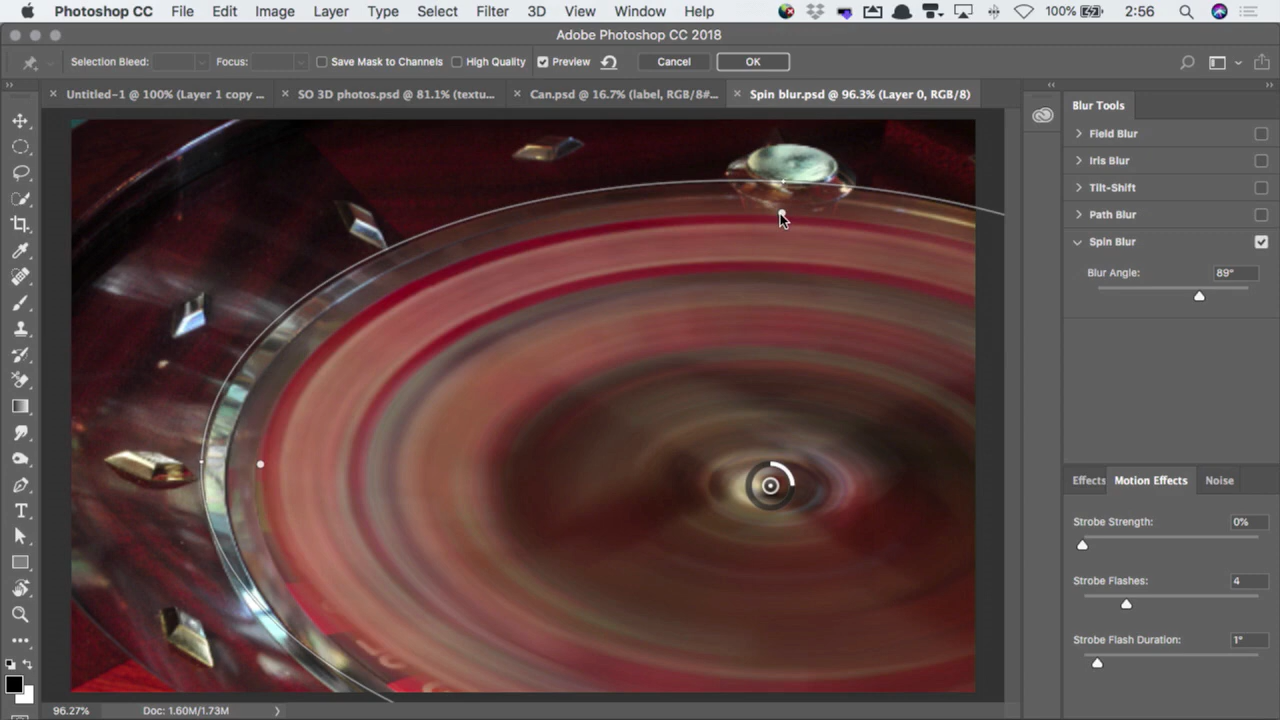 Photoshop CC File Edit Image Layer Type Select Filter 3D View Window Help 100% 2:56
Adobe Photoshop CC 2018
Selection Bleed: Focus: Save Mask to Channels High Quality Preview Cancel OK
Untitled-1 @ 100% (Layer 1 copy ... SO 3D photos.psd @ 81.1% (textu... Can.psd @ 16.7% (label, RGB/8#... Spin blur.psd @ 96.3% (Layer 0, RGB/8)
Blur Tools
Field Blur
Iris Blur
Tilt-Shift
Path Blur
Spin Blur
Blur Angle: 89°
Effects Motion Effects Noise
Strobe Strength: 0%
Strobe Flashes: 4
Strobe Flash Duration: 1°
96.27% Doc: 1.60M/1.73M